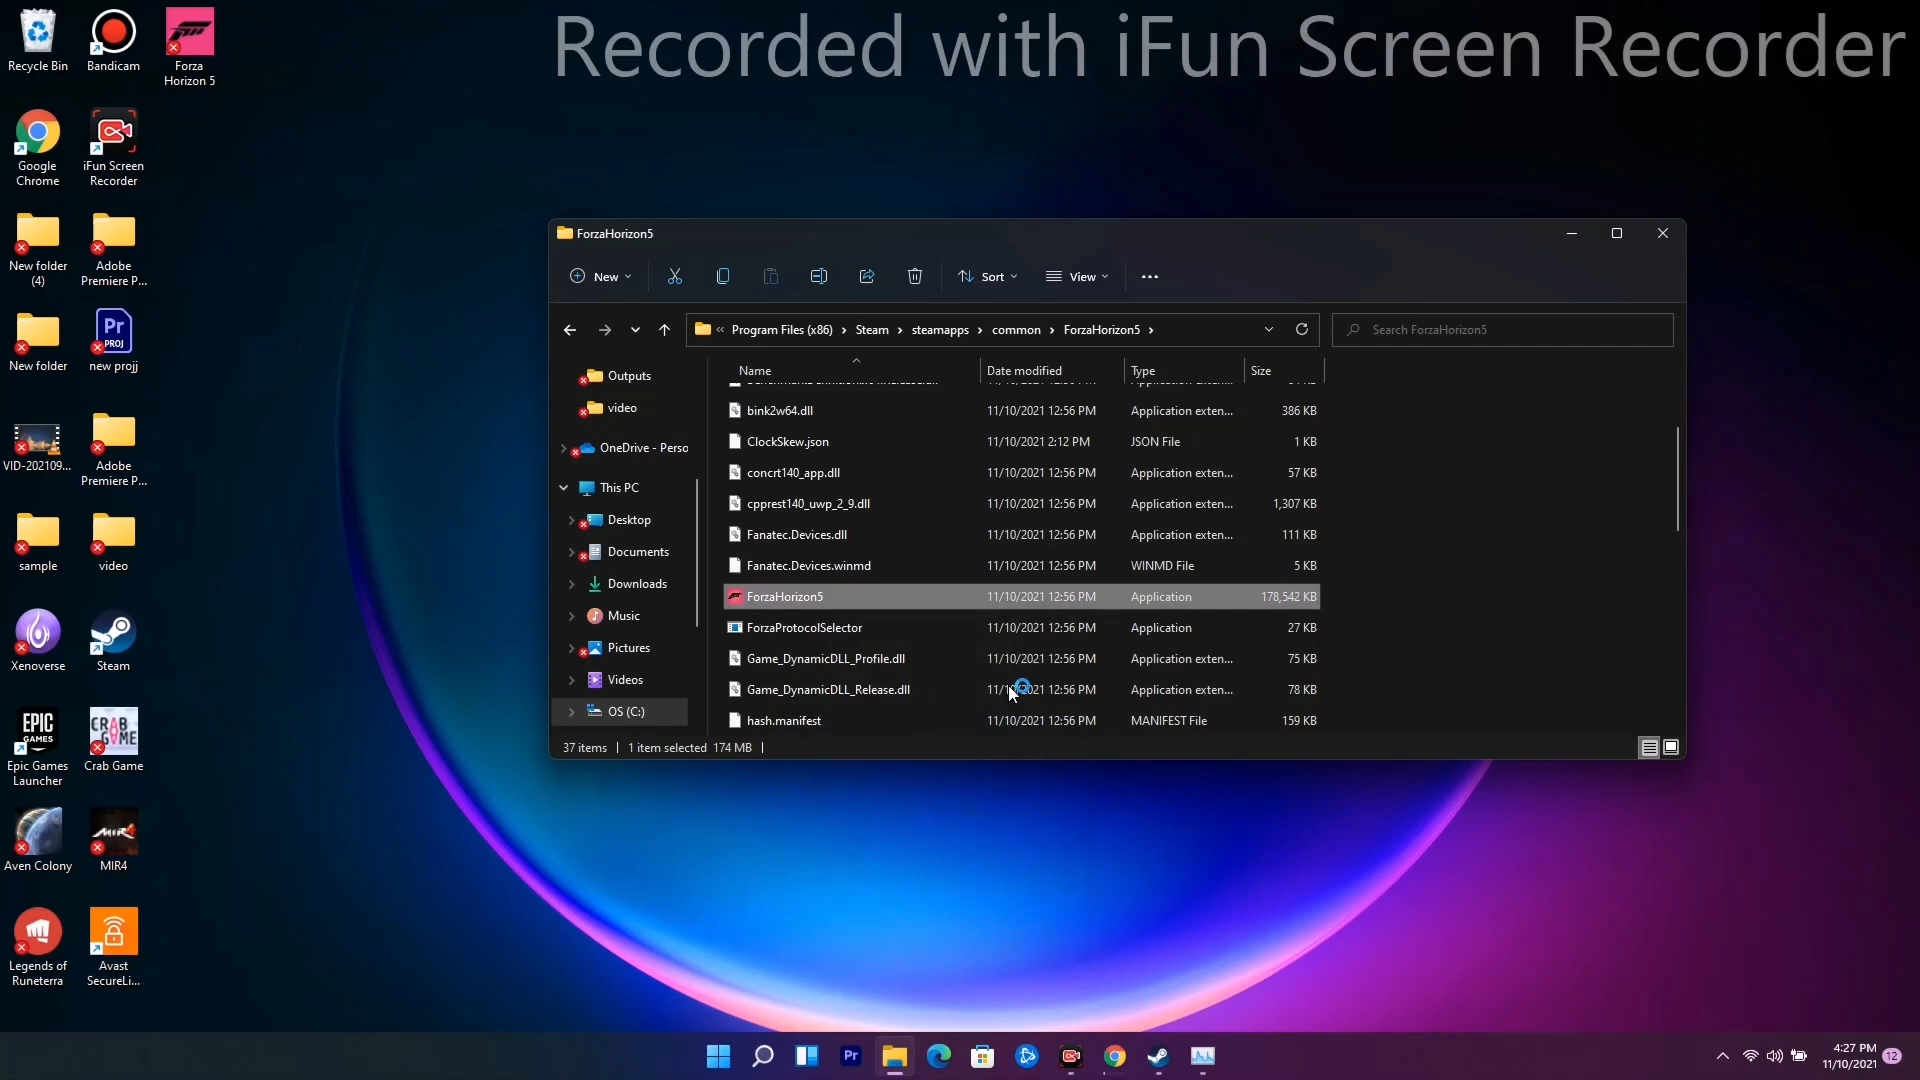 Recorded with iFun Screen Recorder
Recycle Bin
Bandicam
Forza
Horizon 5
Google
Chrome
iFun Screen
Recorder
New folder
(4)
Adobe
Premiere P...
New folder
new projj
VID-202109...
Adobe
Premiere P...
sample
video
Xenoverse
Steam
Epic Games
Launcher
Crab Game
Aven Colony
MIR4
Legends of
Runeterra
Avast
SecureLi...
ForzaHorizon5
New
Sort
View
« Program Files (x86) › Steam › steamapps › common › ForzaHorizon5 ›
Search ForzaHorizon5
Outputs
video
OneDrive - Perso
This PC
Desktop
Documents
Downloads
Music
Pictures
Videos
OS (C:)
Name Date modified Type Size
bink2w64.dll 11/10/2021 12:56 PM Application exten... 386 KB
ClockSkew.json 11/10/2021 2:12 PM JSON File 1 KB
concrt140_app.dll 11/10/2021 12:56 PM Application exten... 57 KB
cpprest140_uwp_2_9.dll 11/10/2021 12:56 PM Application exten... 1,307 KB
Fanatec.Devices.dll 11/10/2021 12:56 PM Application exten... 111 KB
Fanatec.Devices.winmd 11/10/2021 12:56 PM WINMD File 5 KB
ForzaHorizon5 11/10/2021 12:56 PM Application 178,542 KB
ForzaProtocolSelector 11/10/2021 12:56 PM Application 27 KB
Game_DynamicDLL_Profile.dll 11/10/2021 12:56 PM Application exten... 75 KB
Game_DynamicDLL_Release.dll 11/10/2021 12:56 PM Application exten... 78 KB
hash.manifest 11/10/2021 12:56 PM MANIFEST File 159 KB
37 items | 1 item selected 174 MB |
4:27 PM
11/10/2021
12